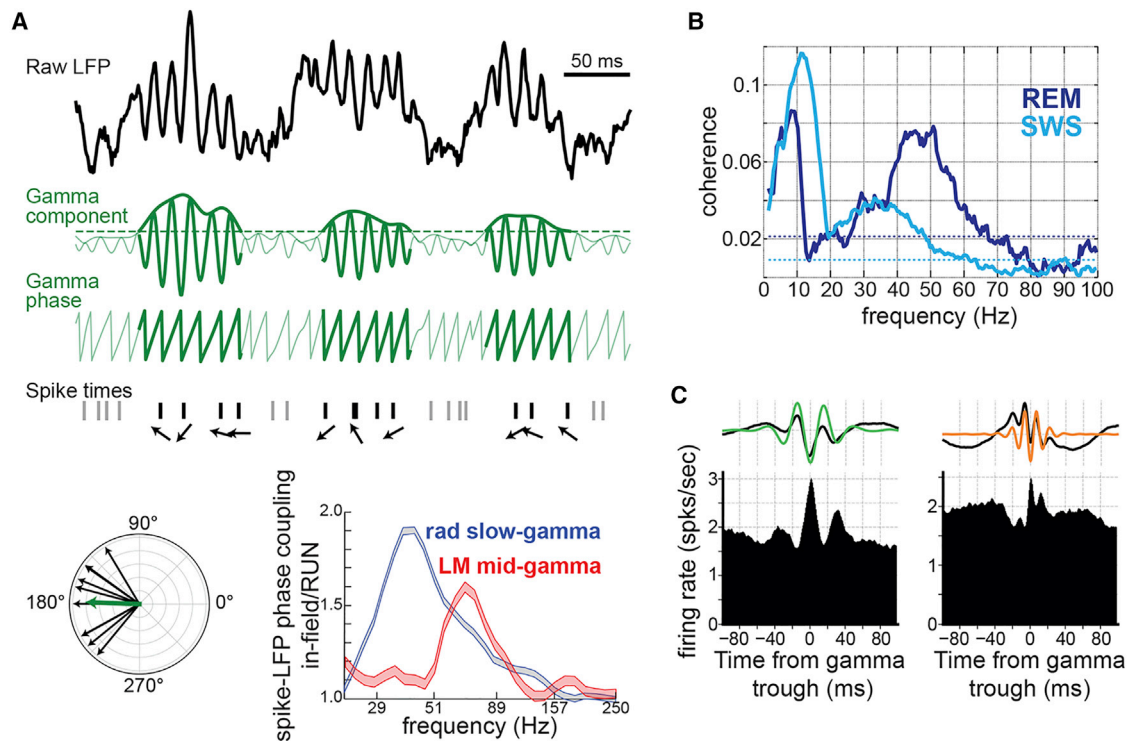 A
Raw LFP
50 ms
Gamma
component
Gamma
phase
Spike times
90°
180°
0°
270°
spike-LFP phase coupling
in-field/RUN
2.0
1.5
1.0
rad slow-gamma
LM mid-gamma
29 51 89 157 250
frequency (Hz)
B
coherence
0.1
0.06
0.02
REM
SWS
0 10 20 30 40 50 60 70 80 90 100
frequency (Hz)
C
firing rate (spks/sec)
3
2
1
0
-80 -40 0 40 80
Time from gamma
trough (ms)
2
1
0
−80 −40 0 40 80
Time from gamma
trough (ms)